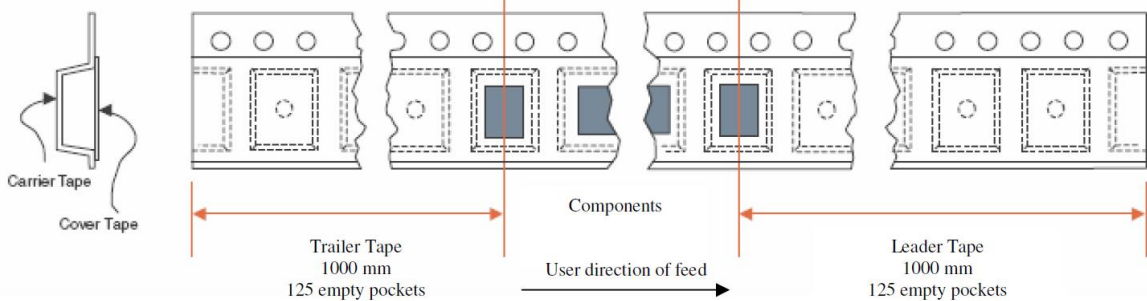 Carrier Tape
Cover Tape
Components
Trailer Tape
1000 mm
125 empty pockets
User direction of feed
Leader Tape
1000 mm
125 empty pockets